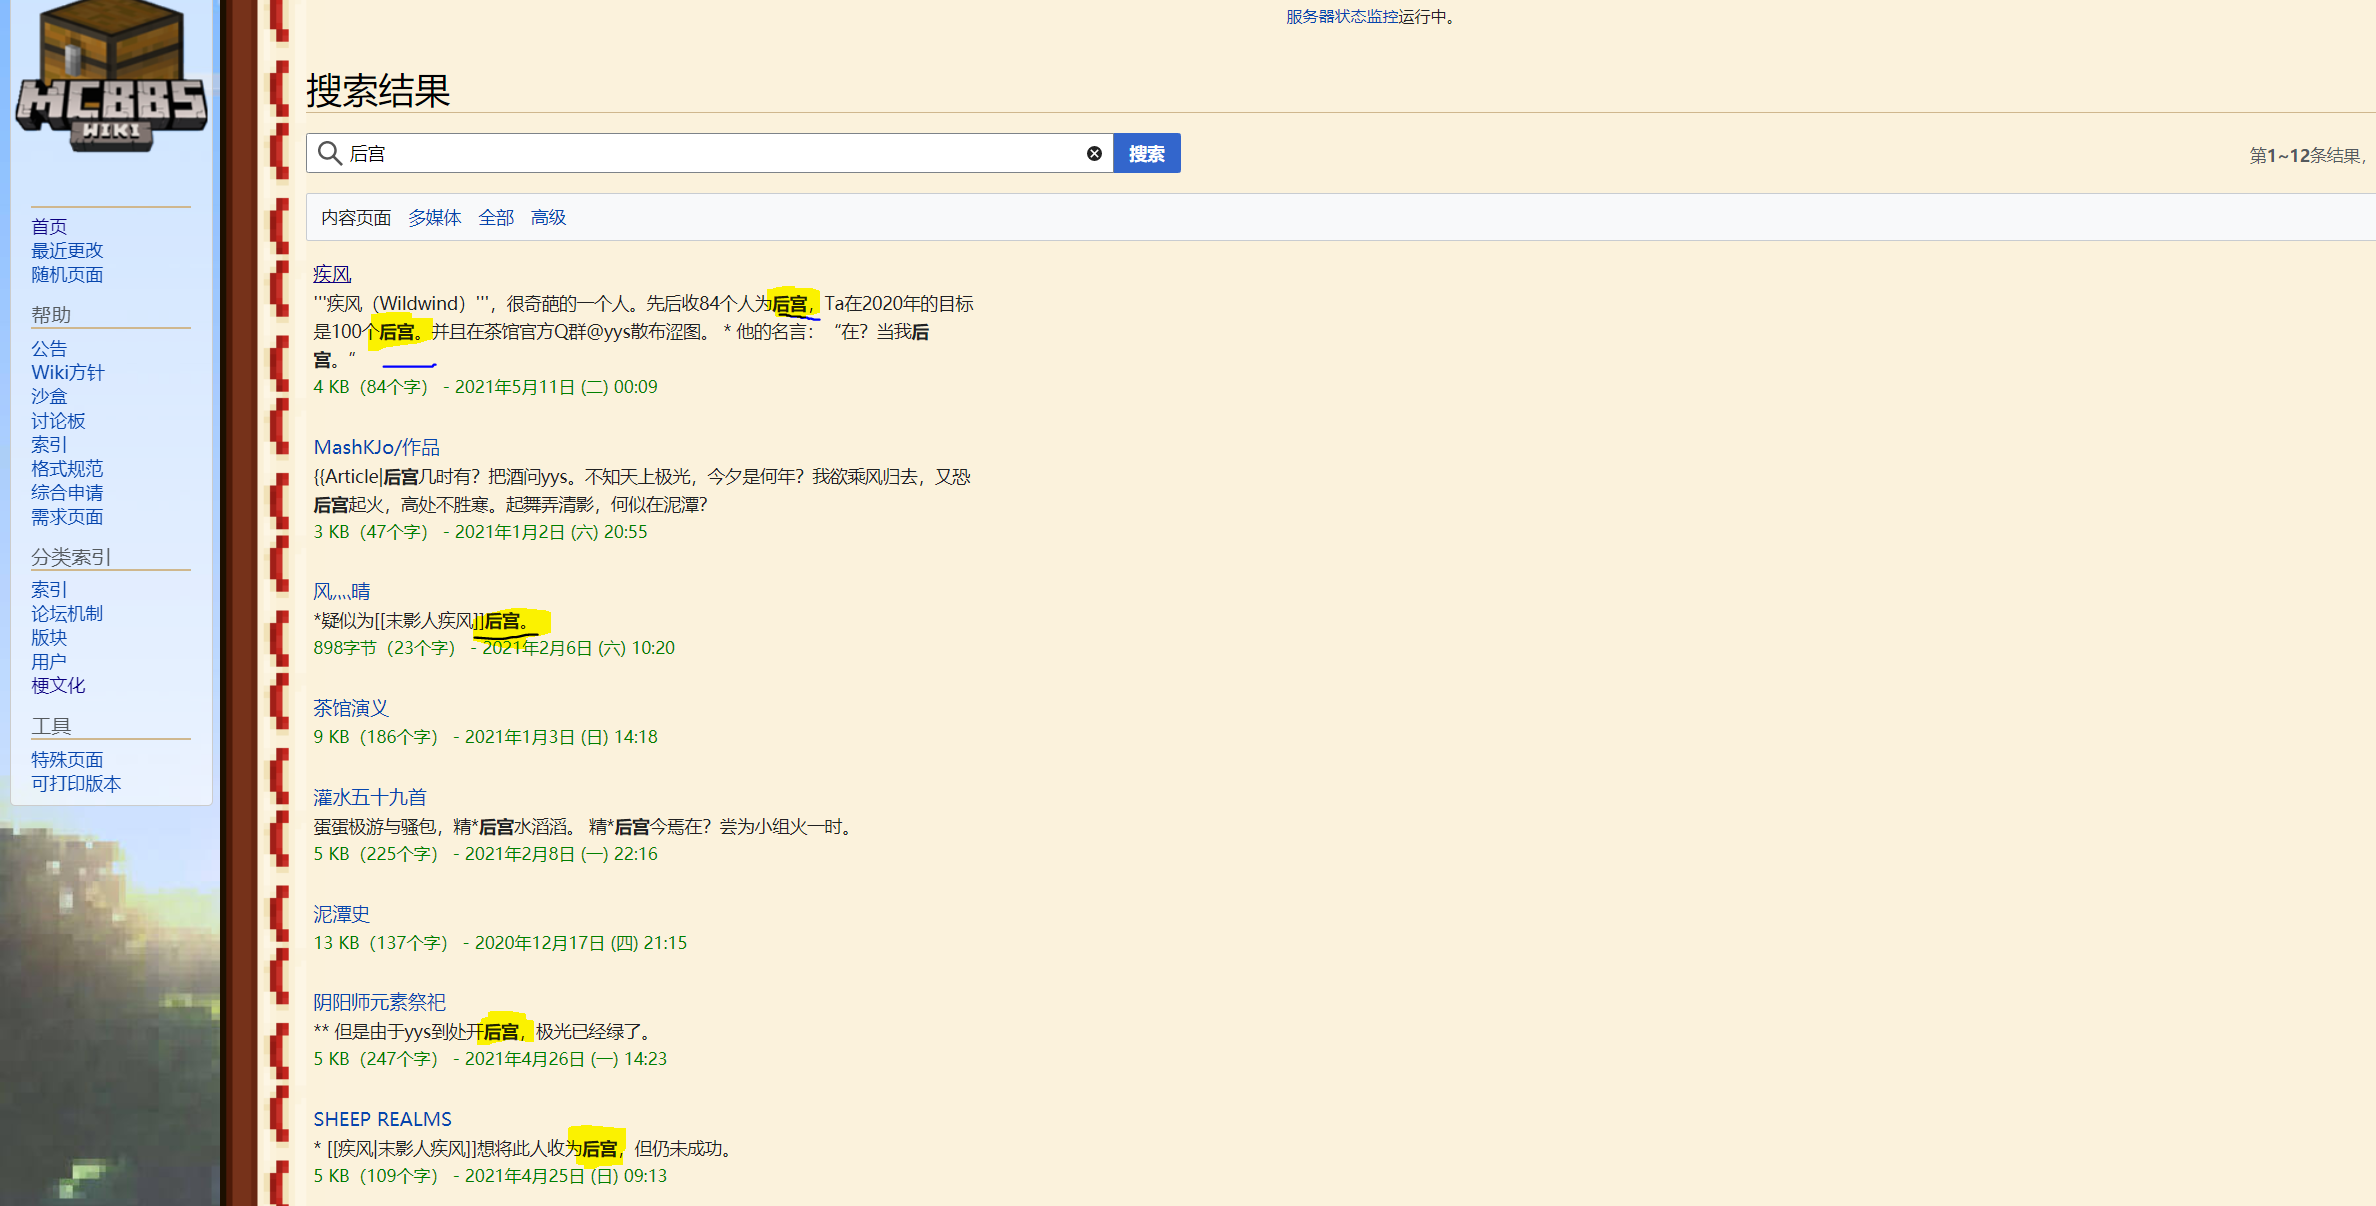 MCBBS
WIKI
首页
最近更改
随机页面
帮助
公告
Wiki方针
沙盒
讨论板
索引
格式规范
综合申请
需求页面
分类索引
索引
论坛机制
版块
用户
梗文化
工具
特殊页面
可打印版本
服务器状态监控运行中。
搜索结果
后宫
搜索
第1~12条结果，
内容页面 多媒体 全部 高级
疾风
'''疾风（Wildwind）'''，很奇葩的一个人。先后收84个人为后宫，Ta在2020年的目标
是100个后宫。并且在茶馆官方Q群@yys散布涩图。 * 他的名言：“在？当我后
宫。”
4 KB（84个字） - 2021年5月11日 (二) 00:09
MashKJo/作品
{{Article|后宫几时有？把酒问yys。不知天上极光，今夕是何年？我欲乘风归去，又恐
后宫起火，高处不胜寒。起舞弄清影，何似在泥潭？
3 KB（47个字） - 2021年1月2日 (六) 20:55
风灬晴
*疑似为[[末影人疾风]]后宫。
898字节（23个字） - 2021年2月6日 (六) 10:20
茶馆演义
9 KB（186个字） - 2021年1月3日 (日) 14:18
灌水五十九首
蛋蛋极游与骚包，精*后宫水滔滔。 精*后宫今焉在？尝为小组火一时。
5 KB（225个字） - 2021年2月8日 (一) 22:16
泥潭史
13 KB（137个字） - 2020年12月17日 (四) 21:15
阴阳师元素祭祀
** 但是由于yys到处开后宫，极光已经绿了。
5 KB（247个字） - 2021年4月26日 (一) 14:23
SHEEP REALMS
* [[疾风|末影人疾风]]想将此人收为后宫，但仍未成功。
5 KB（109个字） - 2021年4月25日 (日) 09:13